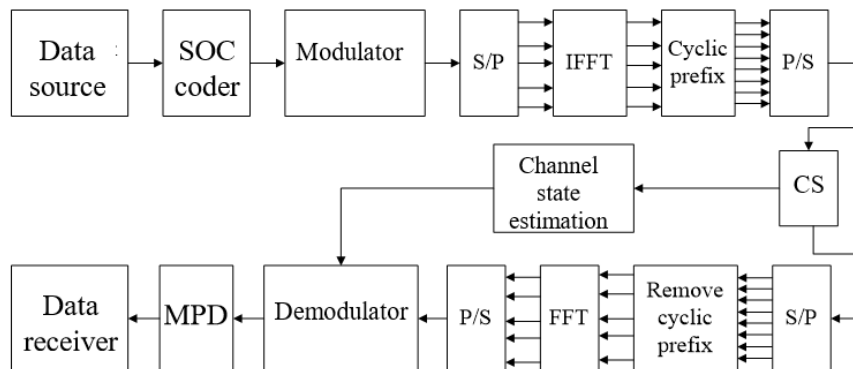 Data
source
SOC
coder
Modulator
S/P
IFFT
Cyclic
prefix
P/S
CS
Channel
state
estimation
Data
receiver
MPD
Demodulator
P/S
FFT
Remove
cyclic
prefix
S/P